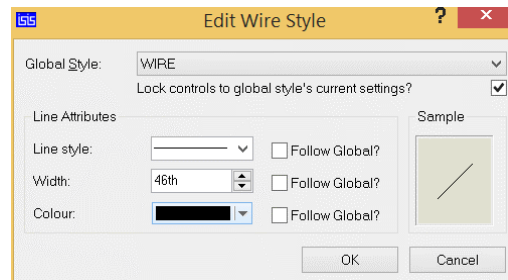 isis Edit Wire Style ? ×
Global Style: WIRE
Lock controls to global style's current settings?
Line Attributes Sample
Line style: Follow Global?
Width: 46th Follow Global?
Colour: Follow Global?
OK Cancel